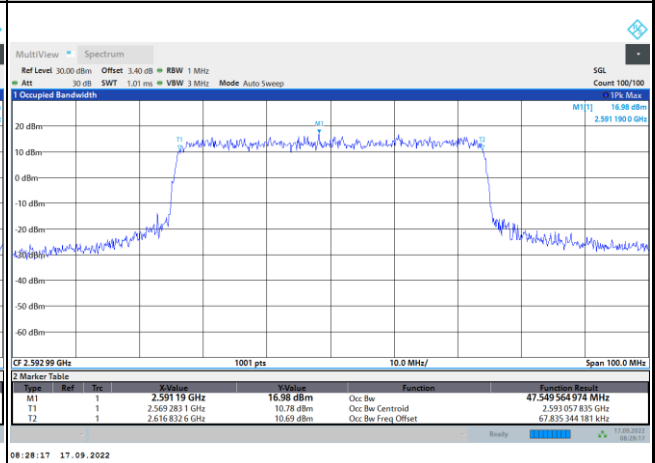 MultiView Spectrum
Ref Level 30.00 dBm Offset 3.40 dB RBW 1 MHz SGL
Att 30 dB SWT 1.01 ms VBW 3 MHz Mode Auto Sweep Count 100/100
1 Occupied Bandwidth 1Pk Max
M1[1] 16.98 dBm
2.591 190 0 GHz
M1
20 dBm
T1 T2
10 dBm
0 dBm
-10 dBm
-20 dBm
-30 dBm
-40 dBm
-50 dBm
-60 dBm
CF 2.592 99 GHz 1001 pts 10.0 MHz/ Span 100.0 MHz
2 Marker Table
Type Ref Trc X-Value Y-Value Function Function Result
M1 1 2.591 19 GHz 16.98 dBm Occ Bw 47.549 564 974 MHz
T1 1 2.569 283 1 GHz 10.78 dBm Occ Bw Centroid 2.593 057 835 GHz
T2 1 2.616 832 6 GHz 10.69 dBm Occ Bw Freq Offset 67.835 344 181 kHz
Ready 17.09.2022
08:28:17
08:28:17 17.09.2022